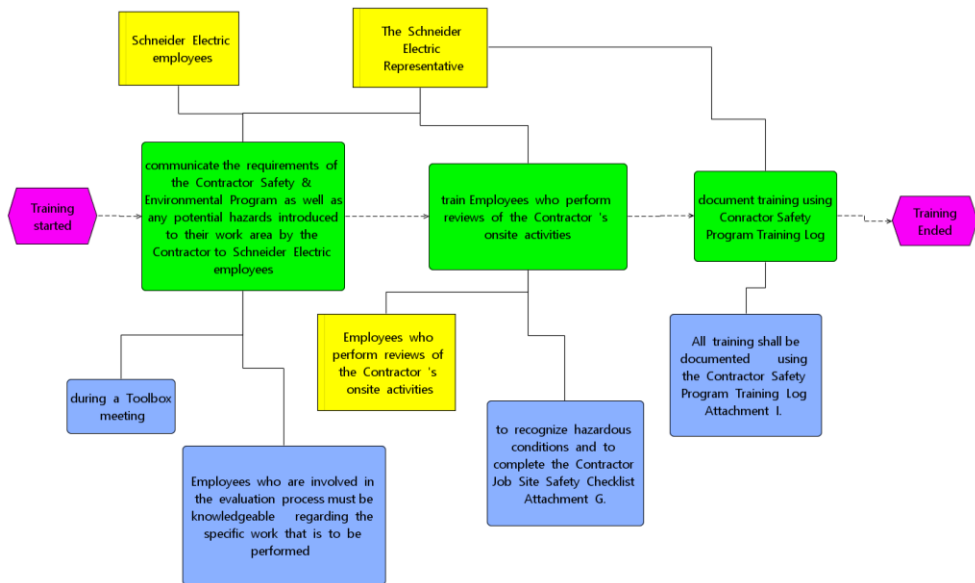 Schneider Electric
employees
The Schneider
Electric
Representative
Training
started
communicate the requirements of
the Contractor Safety &
Environmental Program as well as
any potential hazards introduced
to their work area by the
Contractor to Schneider Electric
employees
train Employees who perform
reviews of the Contractor 's
onsite activities
document training using
Conractor Safety
Program Training Log
Training
Ended
Employees who
perform reviews of
the Contractor 's
onsite activities
All training shall be
documented using
the Contractor Safety
Program Training Log
Attachment I.
during a Toolbox
meeting
to recognize hazardous
conditions and to
complete the Contractor
Job Site Safety Checklist
Attachment G.
Employees who are involved in
the evaluation process must be
knowledgeable regarding the
specific work that is to be
performed